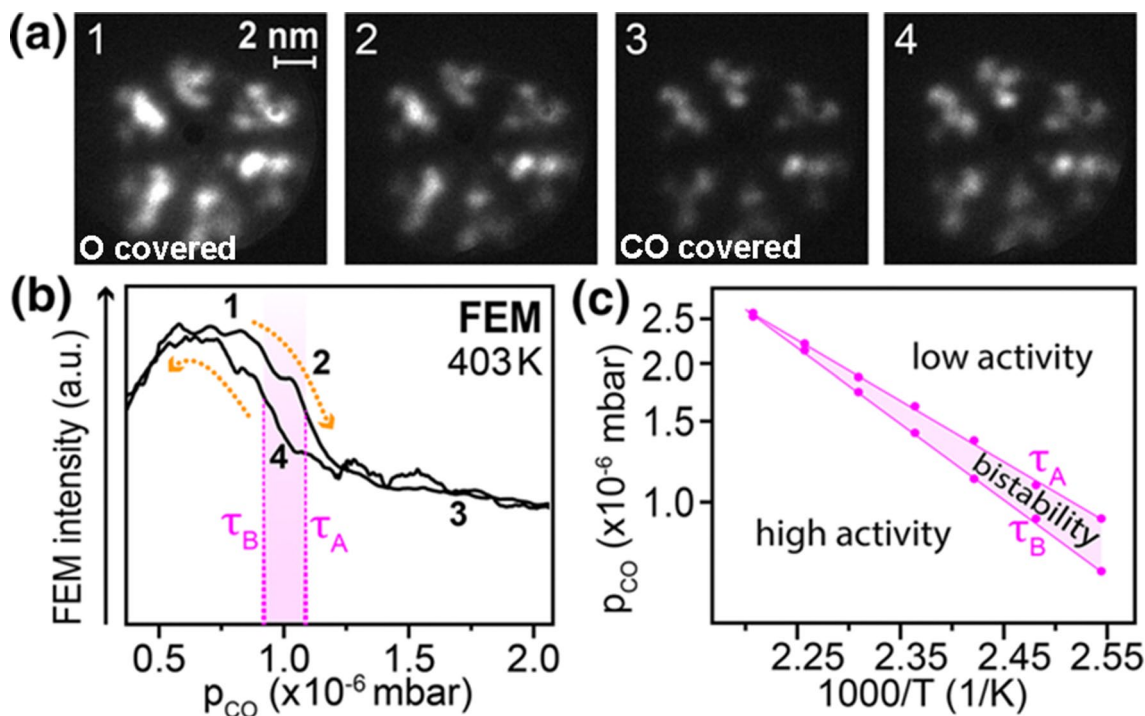 (a)
1
2 nm
2
3
4
O covered
CO covered
(b)
FEM intensity (a.u.)
1
FEM
403 K
2
4
3
τB
τA
0.5 1.0 1.5 2.0
pCO (x10-6 mbar)
(c)
pCO (x10-6 mbar)
2.5
2.0
1.5
1.0
low activity
τA
bistability
τB
high activity
2.25 2.35 2.45 2.55
1000/T (1/K)